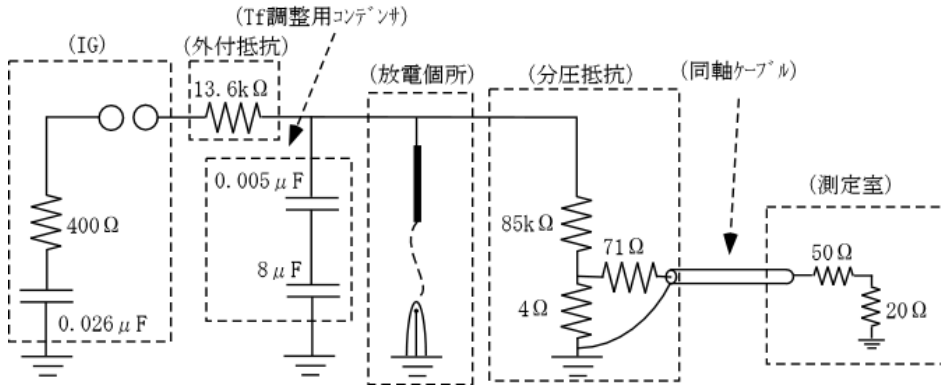 (Tf調整用コンデンサ)
(IG)
(外付抵抗)
(放電個所)
(分圧抵抗)
(同軸ケーブル)
13.6kΩ
0.005μF
(測定室)
400Ω
85kΩ
71Ω
50Ω
8μF
4Ω
20Ω
0.026μF